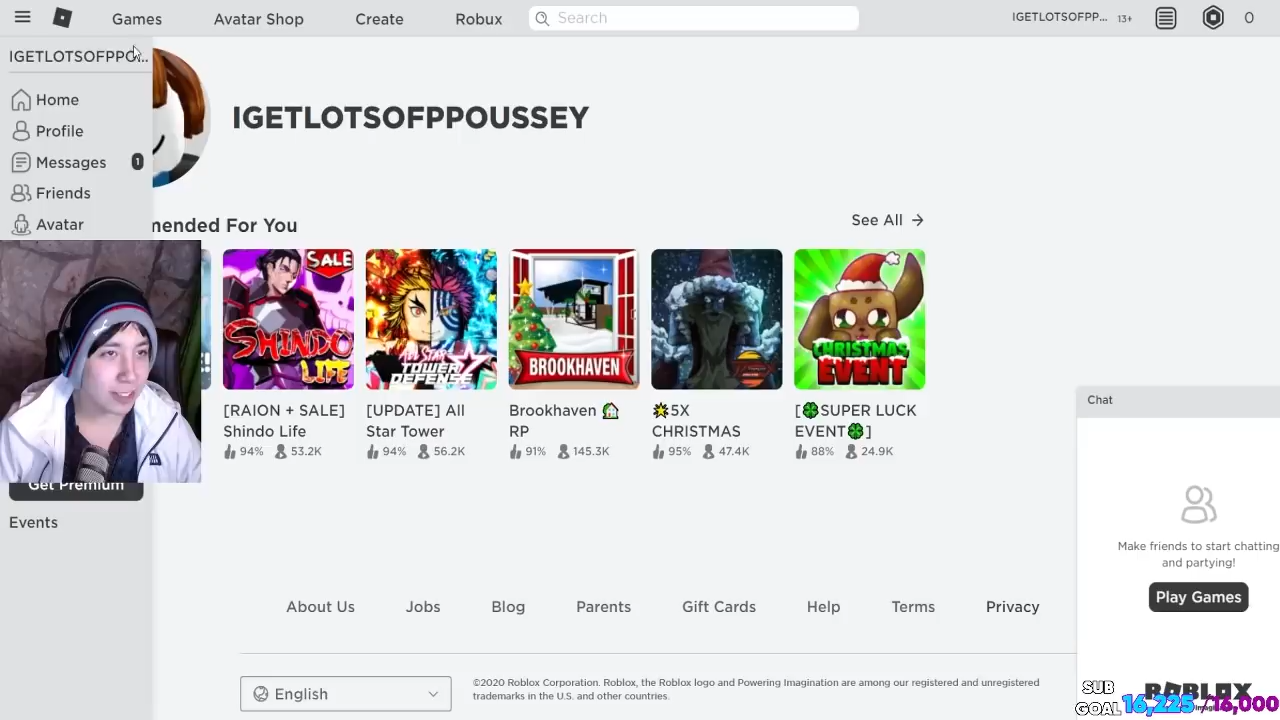 Games
Avatar Shop
Create
Robux
Search
IGETLOTSOFPP... 13+
0
IGETLOTSOFPPO...
Home
Profile
Messages 1
Friends
Avatar
IGETLOTSOFPPOUSSEY
mended For You
See All
SALE
SHINDO LIFE
ALL STAR
TOWER
DEFENSE
BROOKHAVEN
CHRISTMAS
EVENT
[RAION + SALE]
Shindo Life
94% 53.2K
[UPDATE] All
Star Tower
94% 56.2K
Brookhaven 🏠
RP
91% 145.3K
🌟5X
CHRISTMAS
95% 47.4K
[🍀SUPER LUCK
EVENT🍀]
88% 24.9K
Get Premium
Events
Chat
Make friends to start chatting
and partying!
Play Games
About Us
Jobs
Blog
Parents
Gift Cards
Help
Terms
Privacy
English
©2020 Roblox Corporation. Roblox, the Roblox logo and Powering Imagination are among our registered and unregistered
trademarks in the U.S. and other countries.
ROBLOX
SUB
GOAL 16,225 / 16,000